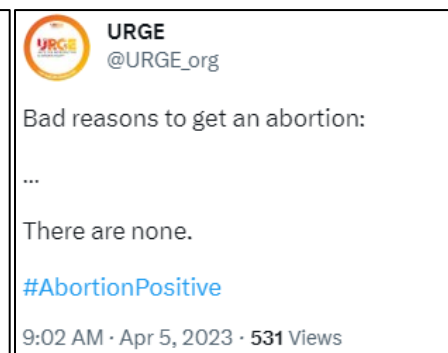 URGE
URGE
@URGE_org
Bad reasons to get an abortion:
...
There are none.
#AbortionPositive
9:02 AM · Apr 5, 2023 · 531 Views